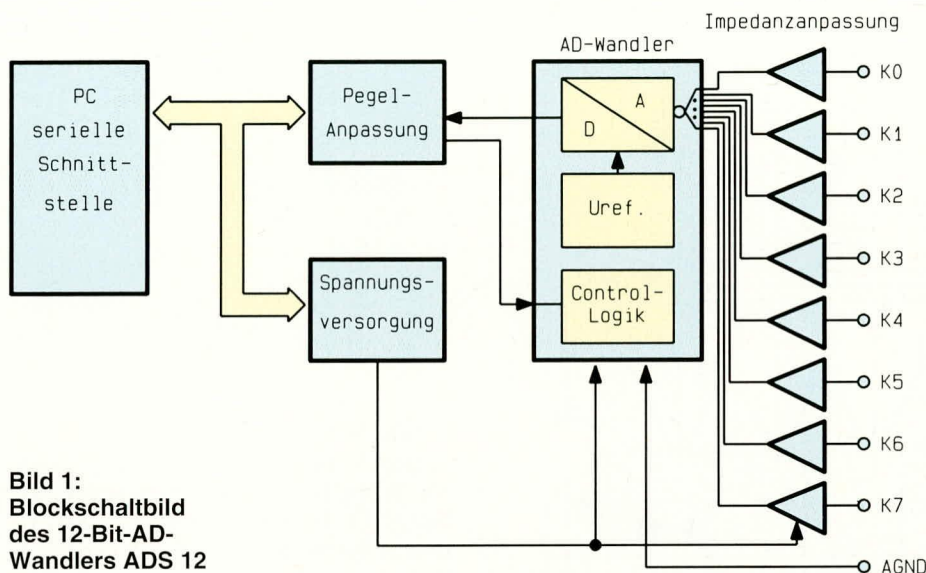 Impedanzanpassung
AD-Wandler
PC
serielle
Schnitt-
stelle
Pegel-
Anpassung
A
D
Uref.
Control-
Logik
Spannungs-
versorgung
K0
K1
K2
K3
K4
K5
K6
K7
AGND
Bild 1:
Blockschaltbild
des 12-Bit-AD-
Wandlers ADS 12